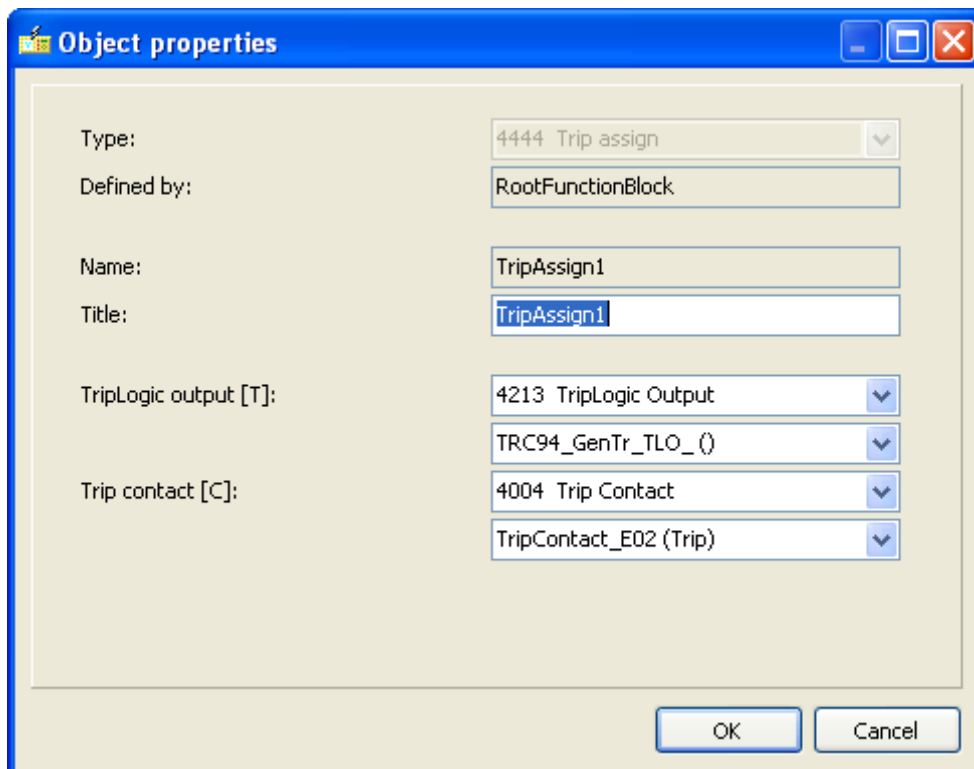 Object properties
Type: 4444 Trip assign
Defined by: RootFunctionBlock
Name: TripAssign1
Title: TripAssign1
TripLogic output [T]: 4213 TripLogic Output
TRC94_GenTr_TLO_ ()
Trip contact [C]: 4004 Trip Contact
TripContact_E02 (Trip)
OK Cancel